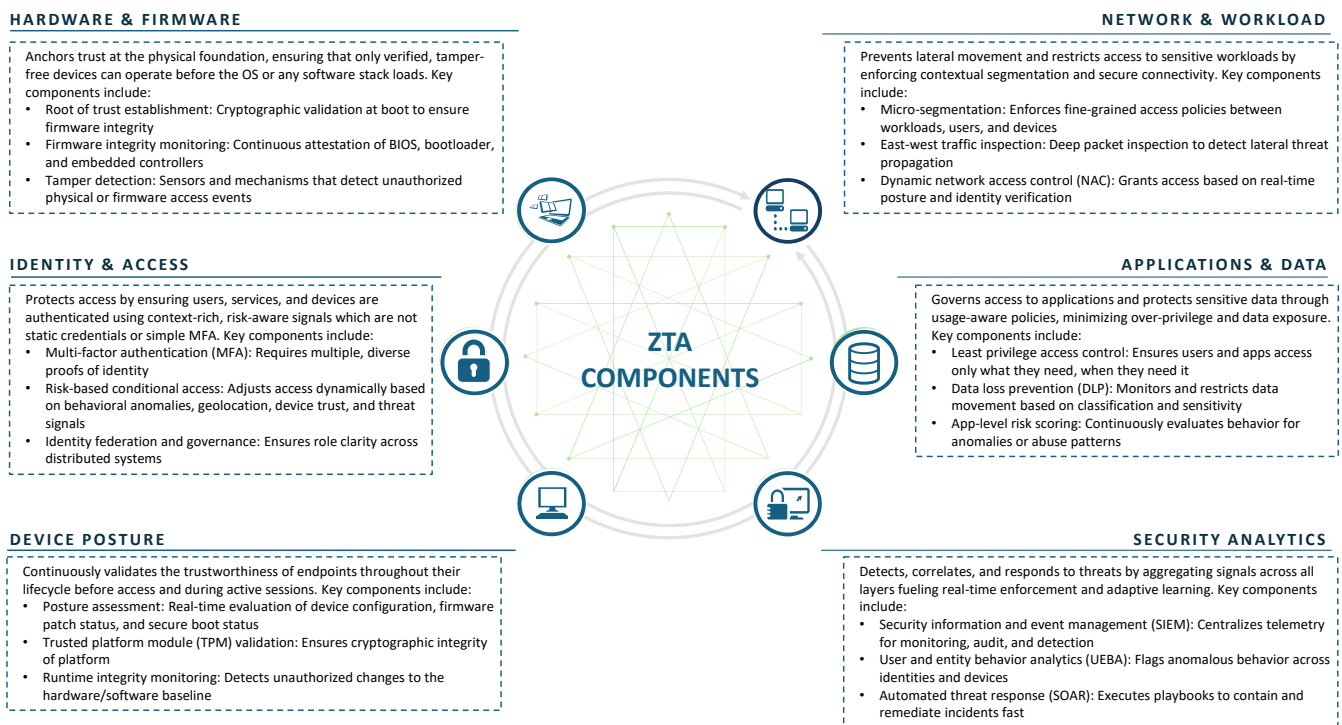 HARDWARE & FIRMWARE
Anchors trust at the physical foundation, ensuring that only verified, tamper-
free devices can operate before the OS or any software stack loads. Key
components include:
• Root of trust establishment: Cryptographic validation at boot to ensure
firmware integrity
• Firmware integrity monitoring: Continuous attestation of BIOS, bootloader,
and embedded controllers
• Tamper detection: Sensors and mechanisms that detect unauthorized
physical or firmware access events
IDENTITY & ACCESS
Protects access by ensuring users, services, and devices are
authenticated using context-rich, risk-aware signals which are not
static credentials or simple MFA. Key components include:
• Multi-factor authentication (MFA): Requires multiple, diverse
proofs of identity
• Risk-based conditional access: Adjusts access dynamically based
on behavioral anomalies, geolocation, device trust, and threat
signals
• Identity federation and governance: Ensures role clarity across
distributed systems
DEVICE POSTURE
Continuously validates the trustworthiness of endpoints throughout their
lifecycle before access and during active sessions. Key components include:
• Posture assessment: Real-time evaluation of device configuration, firmware
patch status, and secure boot status
• Trusted platform module (TPM) validation: Ensures cryptographic integrity
of platform
• Runtime integrity monitoring: Detects unauthorized changes to the
hardware/software baseline
ZTA
COMPONENTS
NETWORK & WORKLOAD
Prevents lateral movement and restricts access to sensitive workloads by
enforcing contextual segmentation and secure connectivity. Key components
include:
• Micro-segmentation: Enforces fine-grained access policies between
workloads, users, and devices
• East-west traffic inspection: Deep packet inspection to detect lateral threat
propagation
• Dynamic network access control (NAC): Grants access based on real-time
posture and identity verification
APPLICATIONS & DATA
Governs access to applications and protects sensitive data through
usage-aware policies, minimizing over-privilege and data exposure.
Key components include:
• Least privilege access control: Ensures users and apps access
only what they need, when they need it
• Data loss prevention (DLP): Monitors and restricts data
movement based on classification and sensitivity
• App-level risk scoring: Continuously evaluates behavior for
anomalies or abuse patterns
SECURITY ANALYTICS
Detects, correlates, and responds to threats by aggregating signals across all
layers fueling real-time enforcement and adaptive learning. Key components
include:
• Security information and event management (SIEM): Centralizes telemetry
for monitoring, audit, and detection
• User and entity behavior analytics (UEBA): Flags anomalous behavior across
identities and devices
• Automated threat response (SOAR): Executes playbooks to contain and
remediate incidents fast